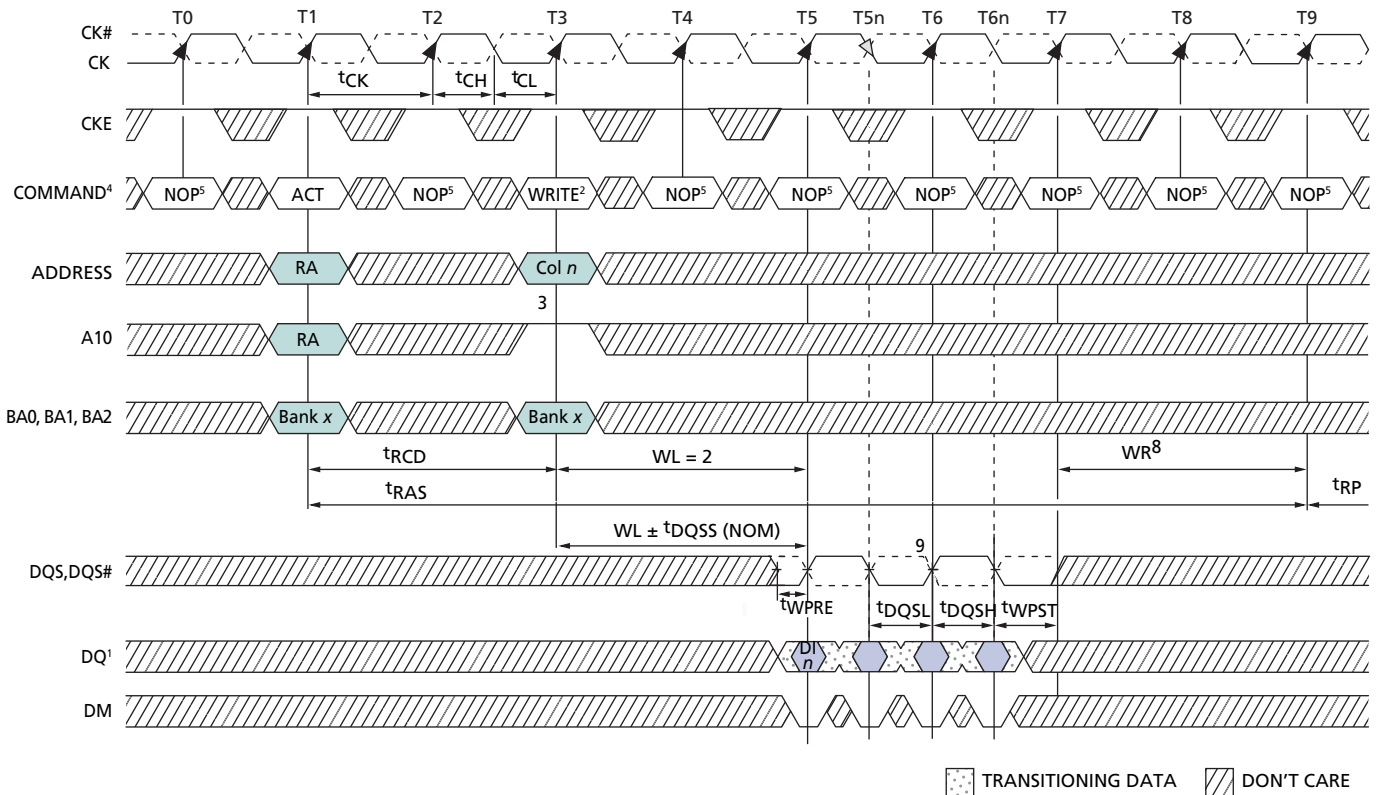 T0 T1 T2 T3 T4 T5 T5n T6 T6n T7 T8 T9
CK#
CK
tCK tCH tCL
CKE
COMMAND⁴ NOP⁵ ACT NOP⁵ WRITE² NOP⁵ NOP⁵ NOP⁵ NOP⁵ NOP⁵ NOP⁵
ADDRESS RA Col n
3
A10 RA
BA0, BA1, BA2 Bank x Bank x
tRCD WL = 2 WR⁸
tRAS tRP
WL ± tDQSS (NOM)
9
DQS,DQS#
tWPRE tDQSL tDQSH tWPST
DQ¹ DI
n
DM
TRANSITIONING DATA DON'T CARE